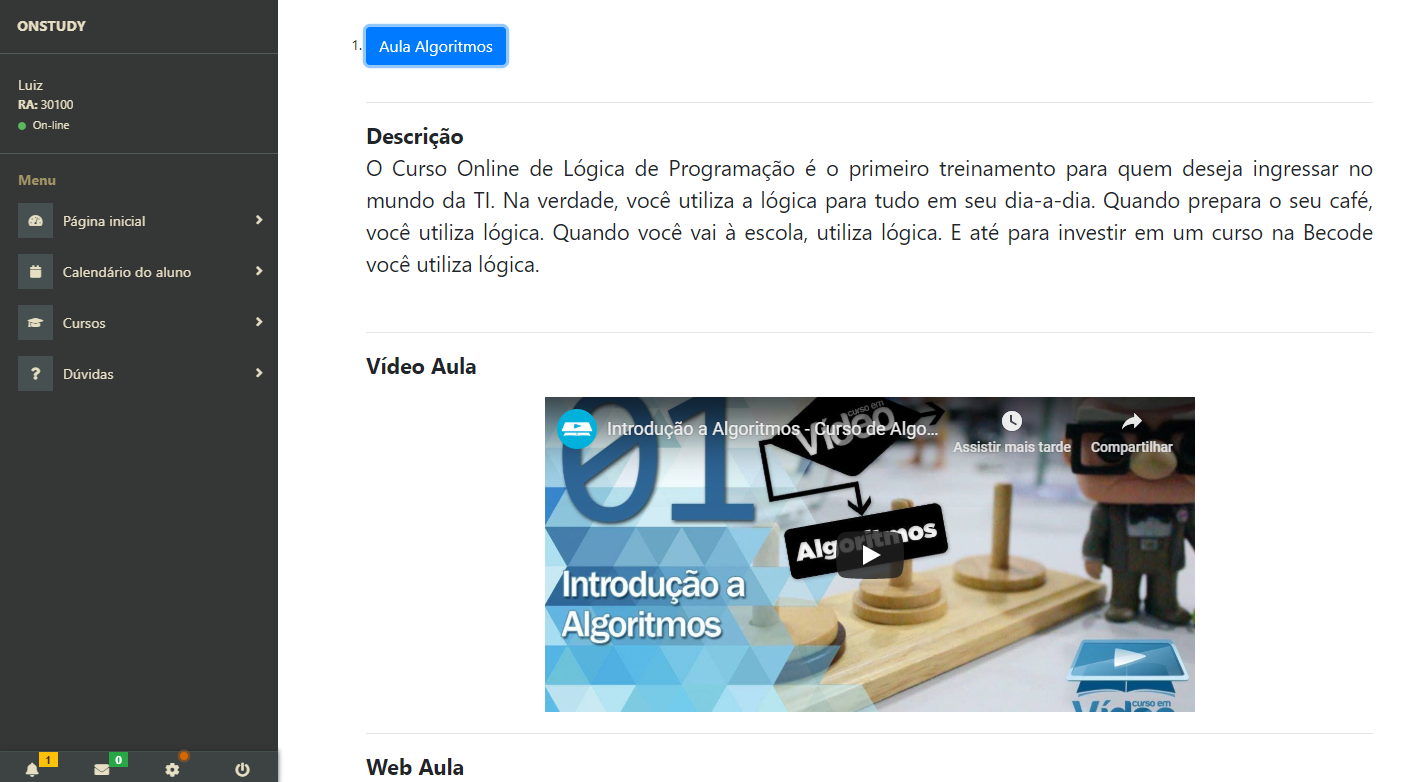 ONSTUDY
Luiz
RA: 30100
On-line
Menu
Página inicial
Calendário do aluno
Cursos
Dúvidas
1
0
1. Aula Algoritmos
Descrição
O Curso Online de Lógica de Programação é o primeiro treinamento para quem deseja ingressar no
mundo da TI. Na verdade, você utiliza a lógica para tudo em seu dia-a-dia. Quando prepara o seu café,
você utiliza lógica. Quando você vai à escola, utiliza lógica. E até para investir em um curso na Becode
você utiliza lógica.
Vídeo Aula
Introdução a Algoritmos - Curso de Algo...
Assistir mais tarde
Compartilhar
01
curso em
Vídeo
Algoritmos
Introdução a
Algoritmos
curso em
Vídeo
Web Aula